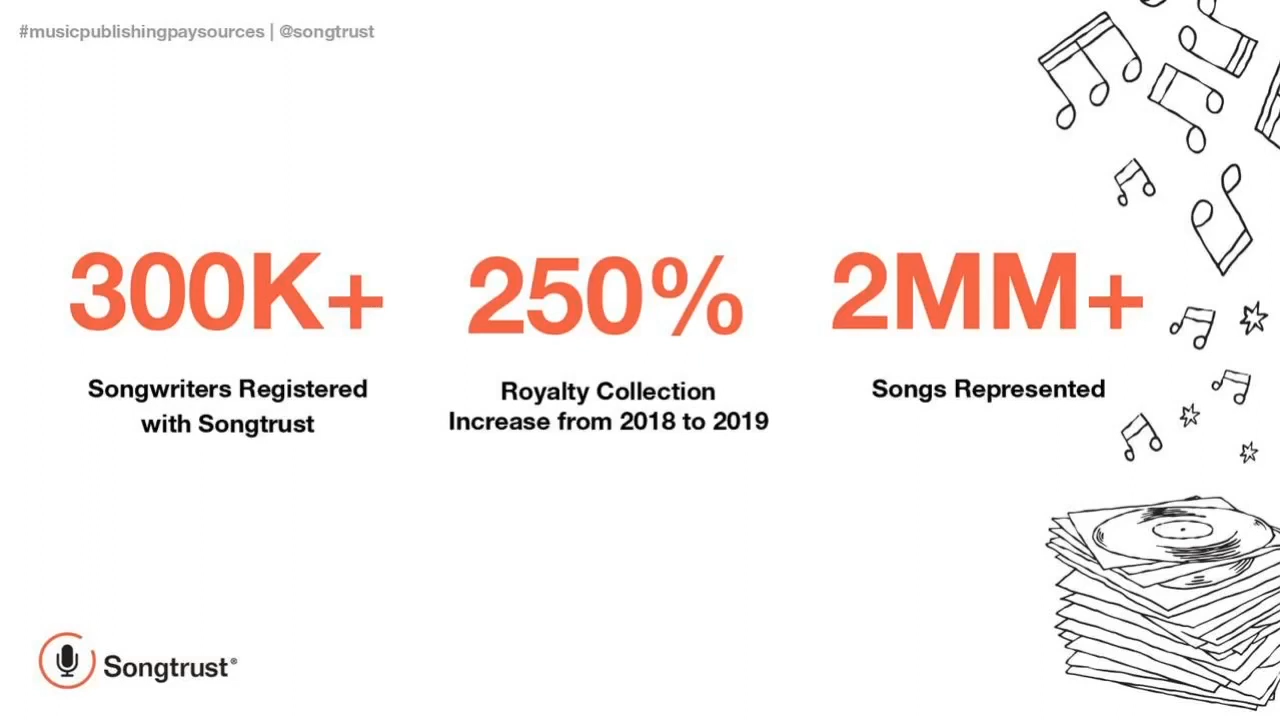 #musicpublishingpaysources | @songtrust
300K+
Songwriters Registered
with Songtrust
250%
Royalty Collection
Increase from 2018 to 2019
2MM+
Songs Represented
Songtrust®